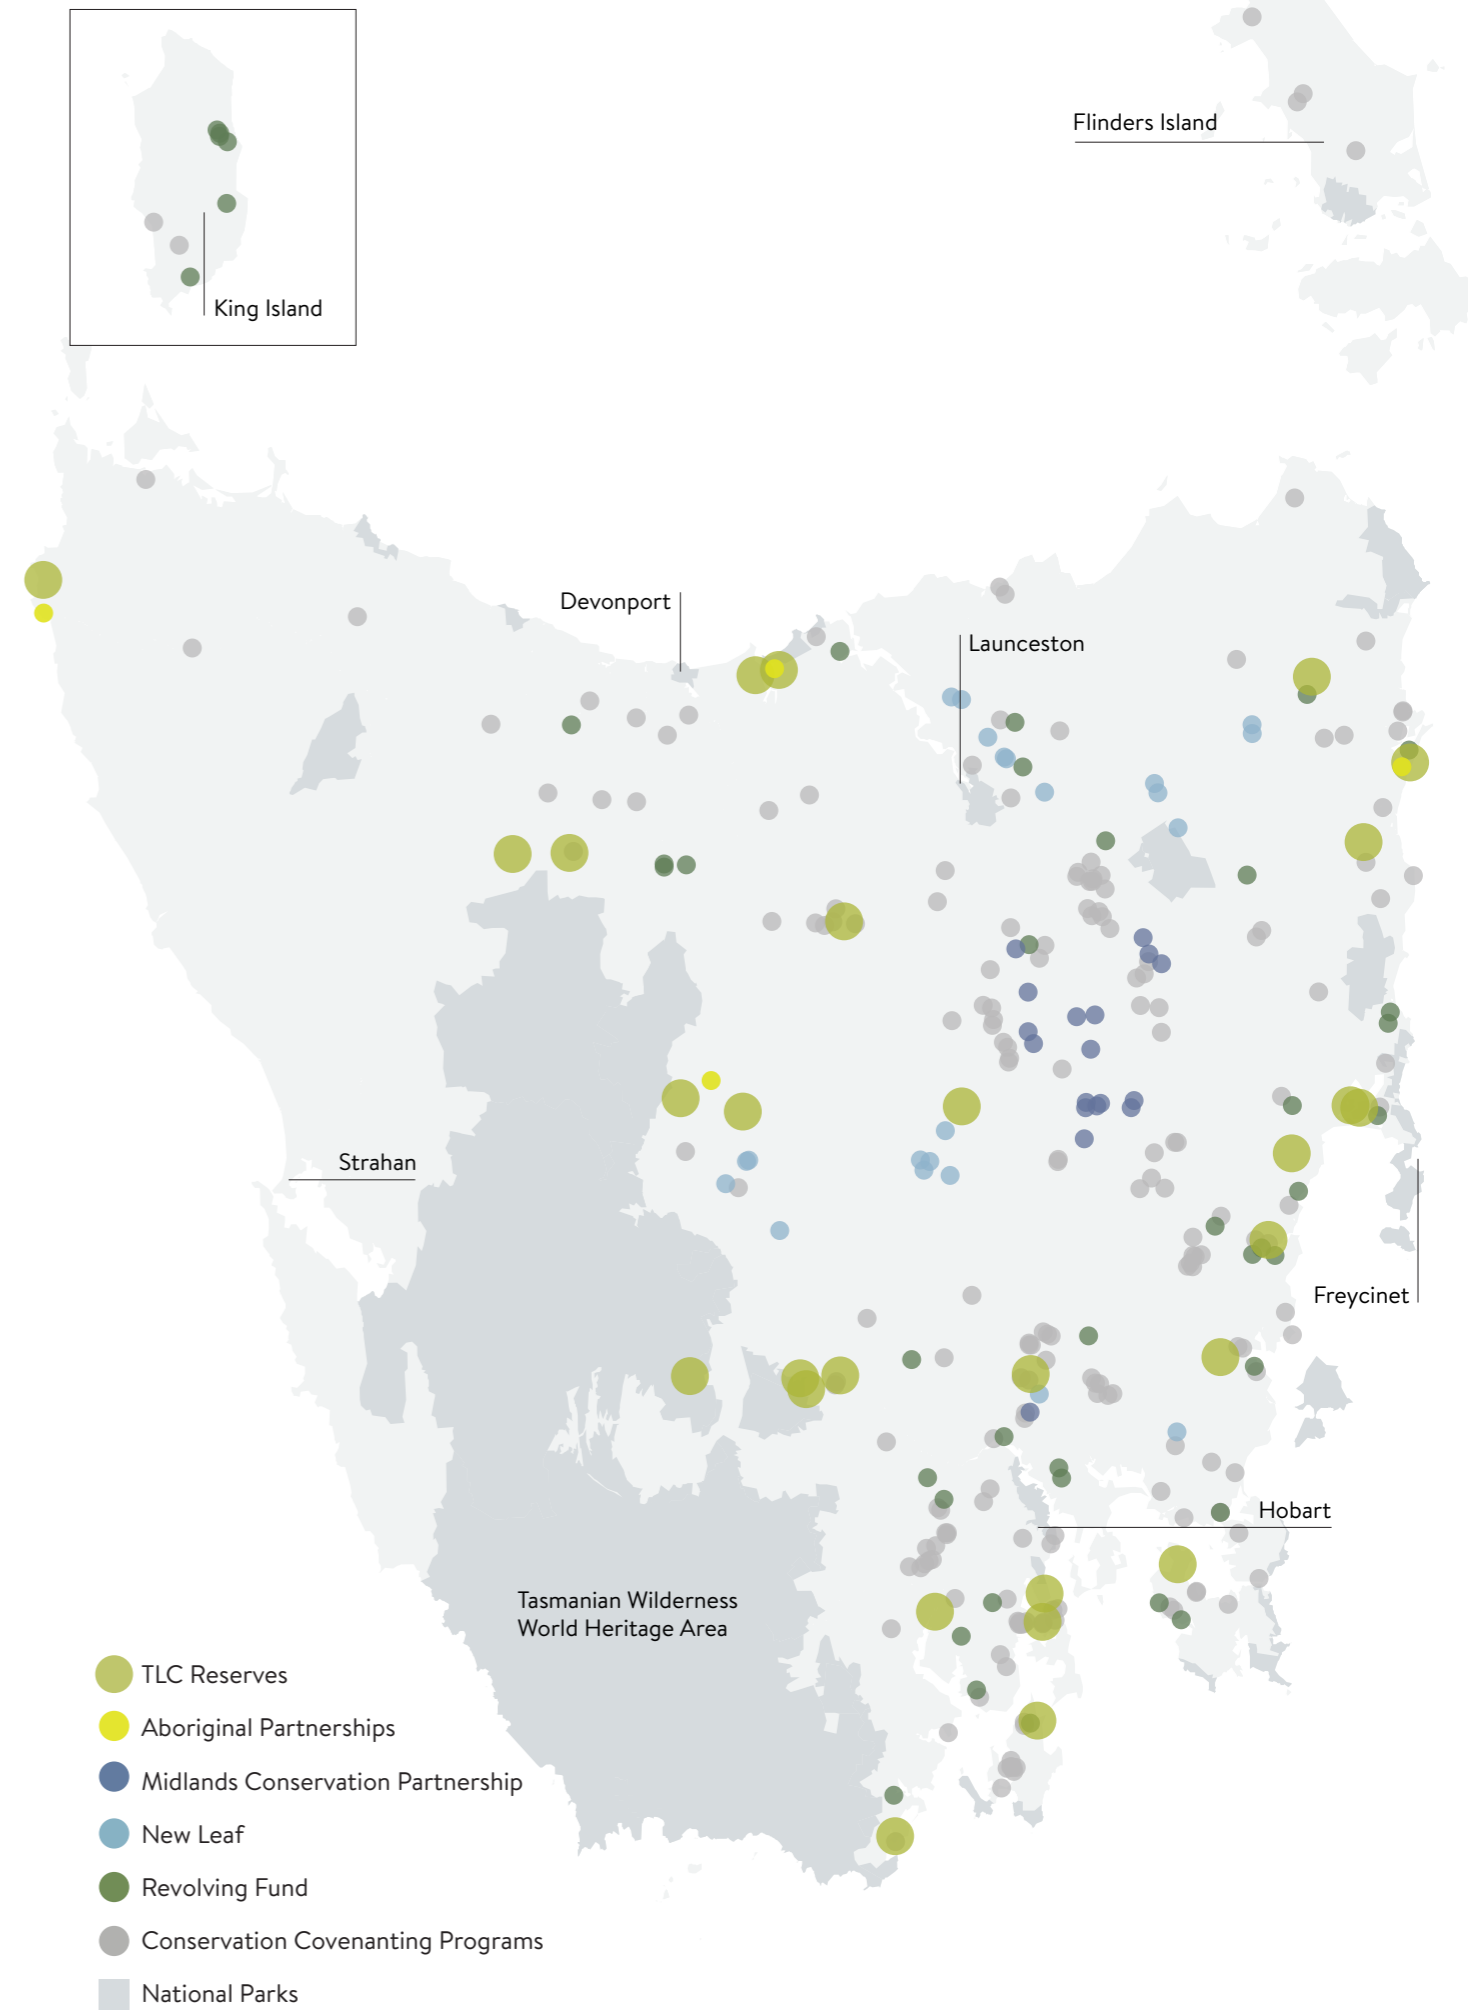 Flinders Island
King Island
Devonport
Launceston
Strahan
Freycinet
Hobart
Tasmanian Wilderness
World Heritage Area
TLC Reserves
Aboriginal Partnerships
Midlands Conservation Partnership
New Leaf
Revolving Fund
Conservation Covenanting Programs
National Parks